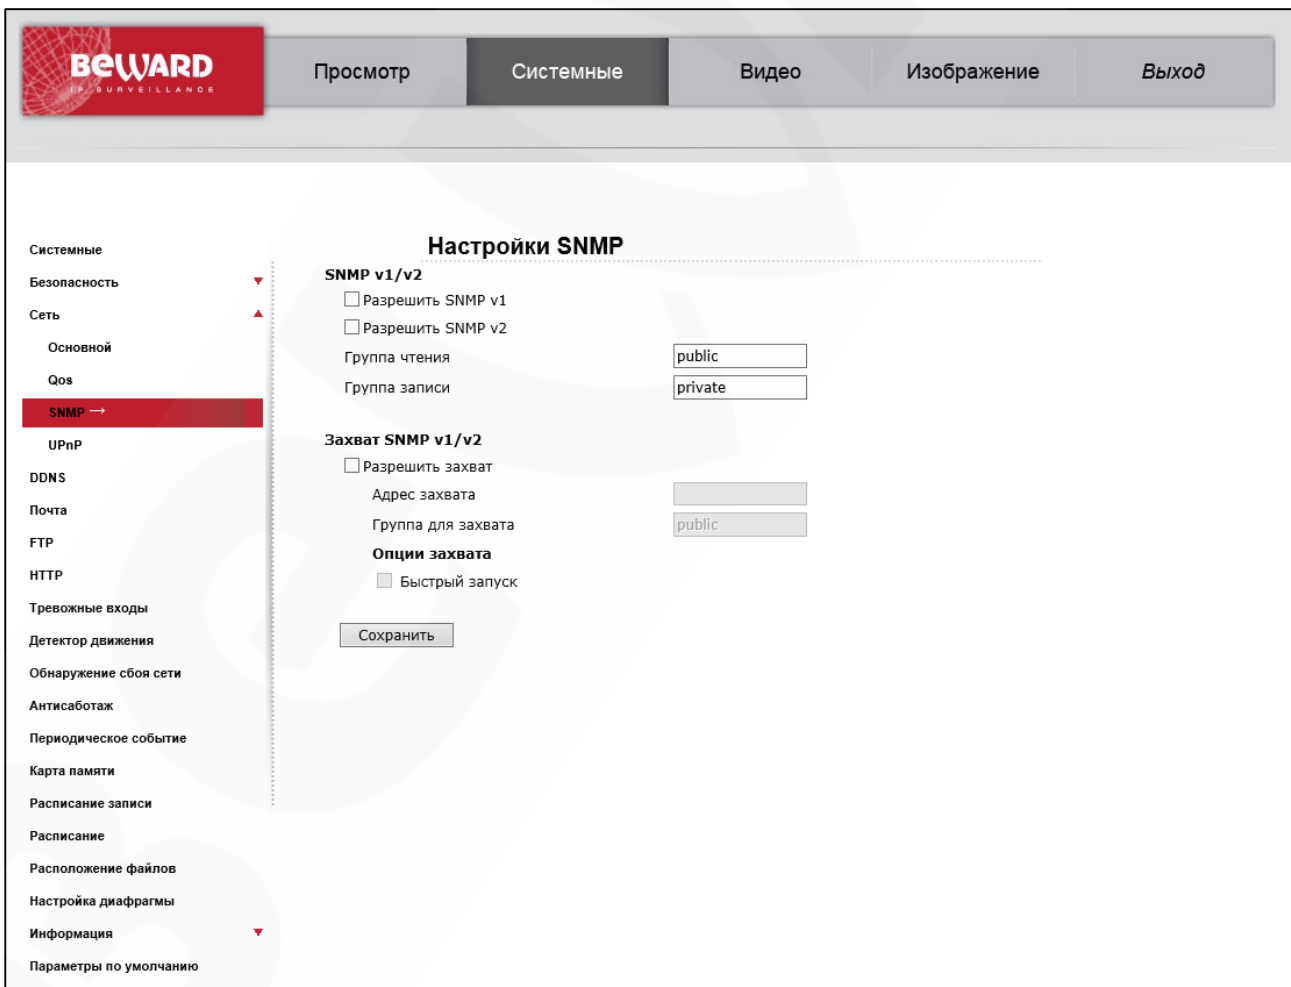 BEWARD
IP SURVEILLANCE
Просмотр
Системные
Видео
Изображение
Выход
Системные
Безопасность
Сеть
Основной
Qos
SNMP →
UPnP
DDNS
Почта
FTP
HTTP
Тревожные входы
Детектор движения
Обнаружение сбоя сети
Антисаботаж
Периодическое событие
Карта памяти
Расписание записи
Расписание
Расположение файлов
Настройка диафрагмы
Информация
Параметры по умолчанию
Настройки SNMP
SNMP v1/v2
Разрешить SNMP v1
Разрешить SNMP v2
Группа чтения public
Группа записи private
Захват SNMP v1/v2
Разрешить захват
Адрес захвата
Группа для захвата public
Опции захвата
Быстрый запуск
Сохранить